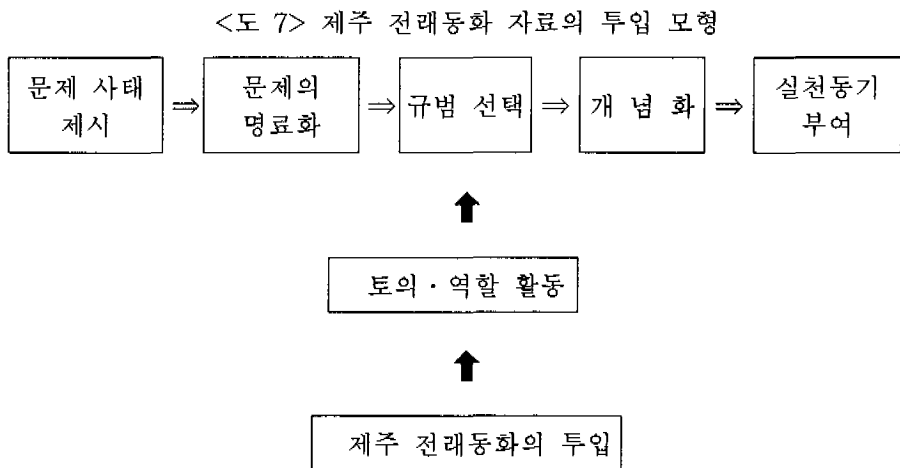 <도 7> 제주 전래동화 자료의 투입 모형
문제 사태 제시 ⇒ 문제의 명료화 ⇒ 규범 선택 ⇒ 개 념 화 ⇒ 실천동기 부여
토의·역할 활동
제주 전래동화의 투입